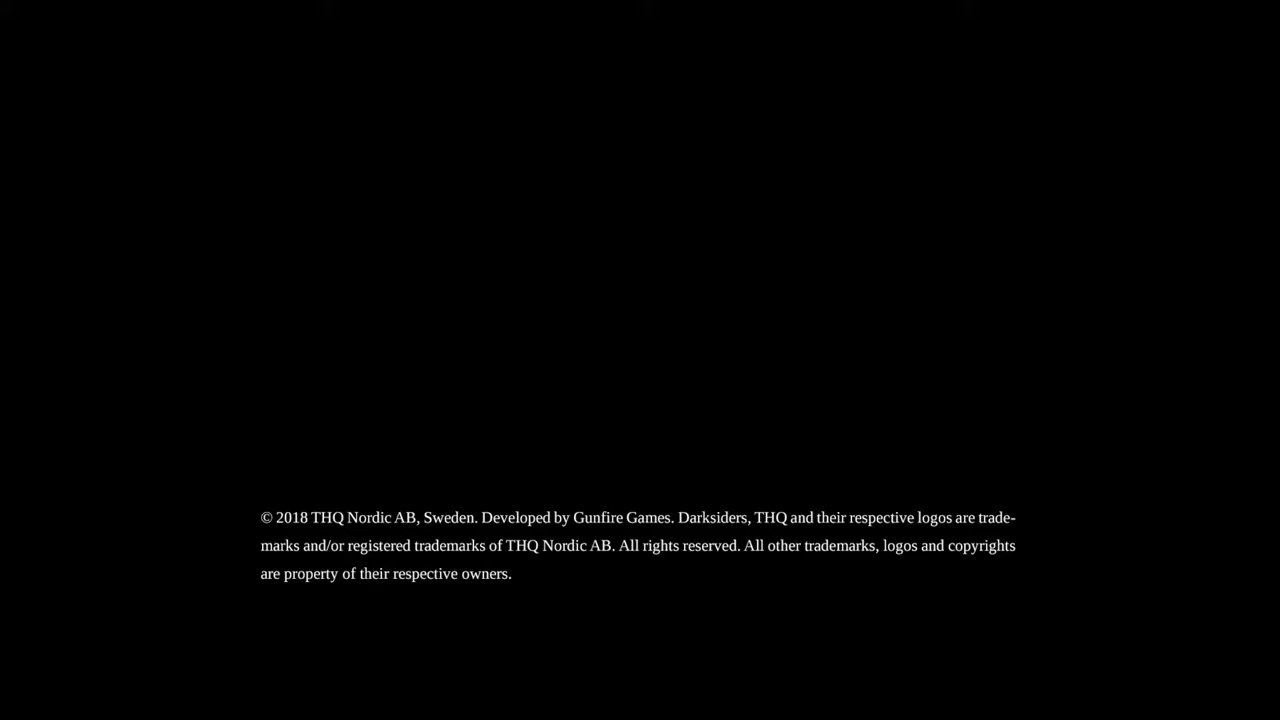 © 2018 THQ Nordic AB, Sweden. Developed by Gunfire Games. Darksiders, THQ and their respective logos are trade-
marks and/or registered trademarks of THQ Nordic AB. All rights reserved. All other trademarks, logos and copyrights
are property of their respective owners.